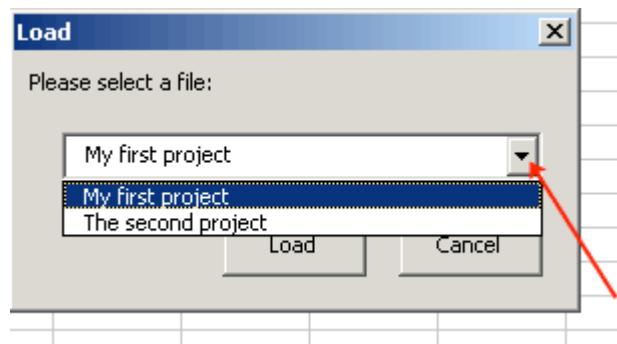 Load
Please select a file:
My first project
My first project
The second project
Load
Cancel